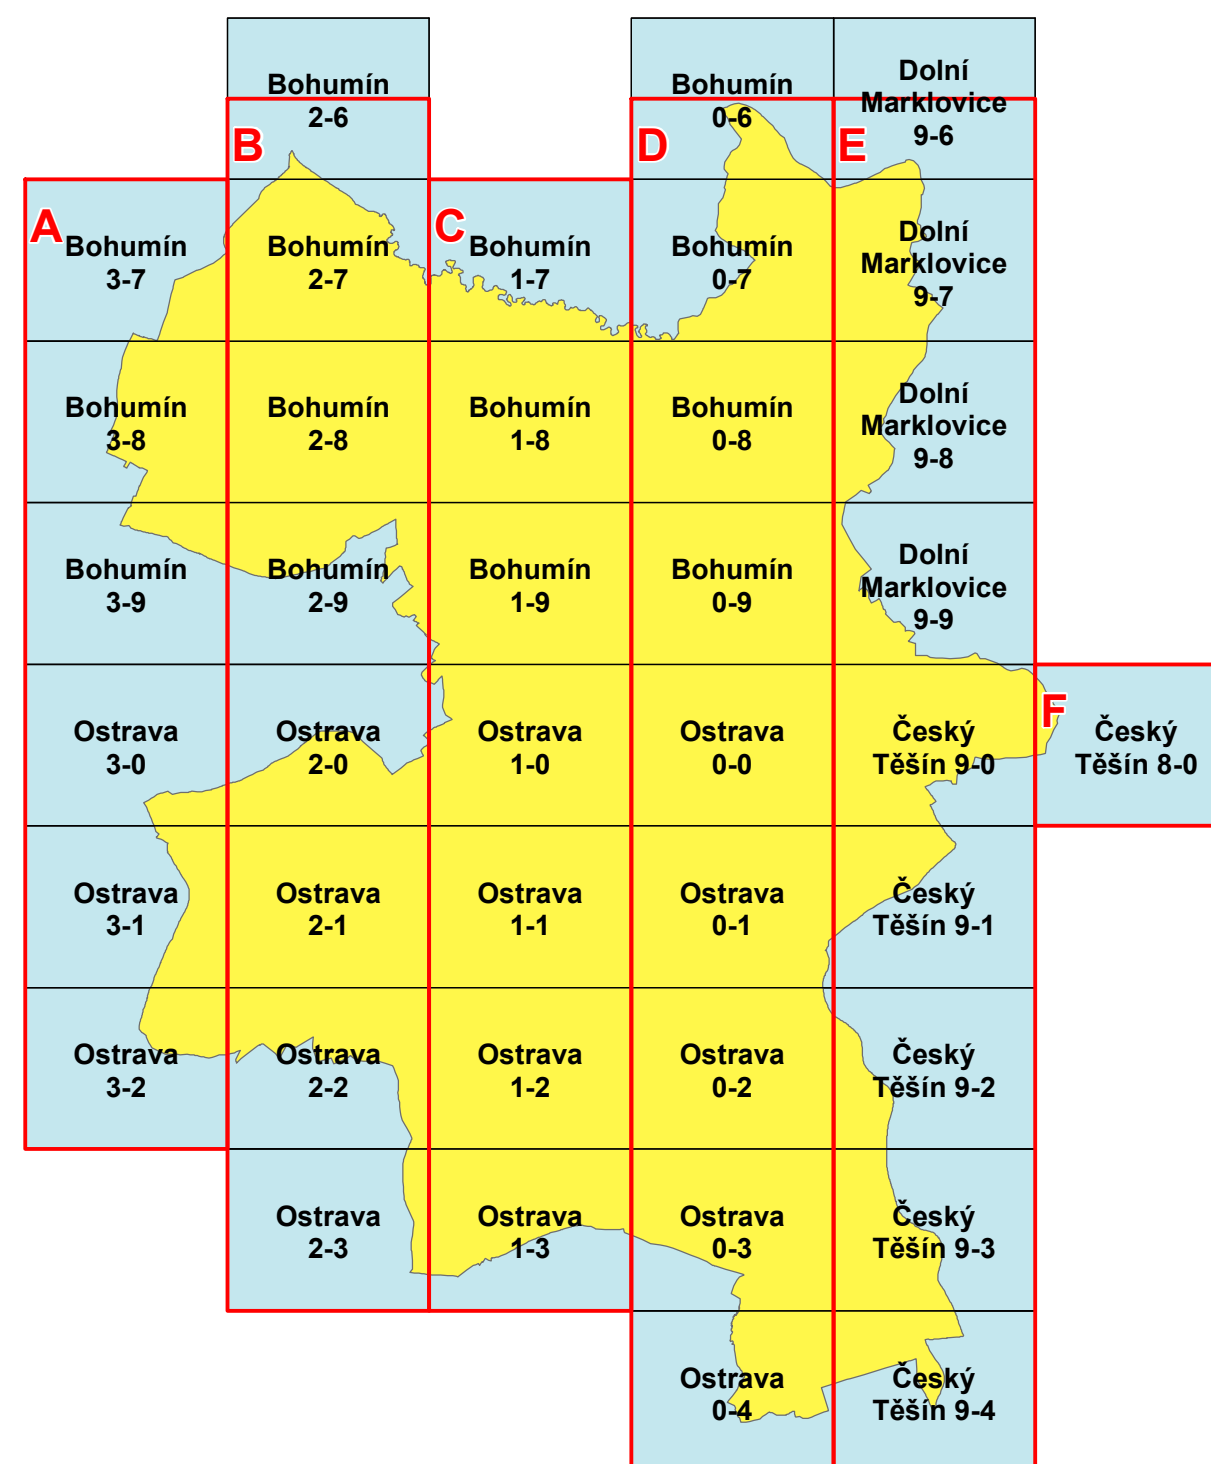 Bohumín
2-6
Bohumín
0-6
Dolní
Marklovice
9-6
B
D
E
A
Bohumín
3-7
Bohumín
2-7
C
Bohumín
1-7
Bohumín
0-7
Dolní
Marklovice
9-7
Bohumín
3-8
Bohumín
2-8
Bohumín
1-8
Bohumín
0-8
Dolní
Marklovice
9-8
Bohumín
3-9
Bohumín
2-9
Bohumín
1-9
Bohumín
0-9
Dolní
Marklovice
9-9
Ostrava
3-0
Ostrava
2-0
Ostrava
1-0
Ostrava
0-0
Český
Těšín 9-0
F
Český
Těšín 8-0
Ostrava
3-1
Ostrava
2-1
Ostrava
1-1
Ostrava
0-1
Český
Těšín 9-1
Ostrava
3-2
Ostrava
2-2
Ostrava
1-2
Ostrava
0-2
Český
Těšín 9-2
Ostrava
2-3
Ostrava
1-3
Ostrava
0-3
Český
Těšín 9-3
Ostrava
0-4
Český
Těšín 9-4